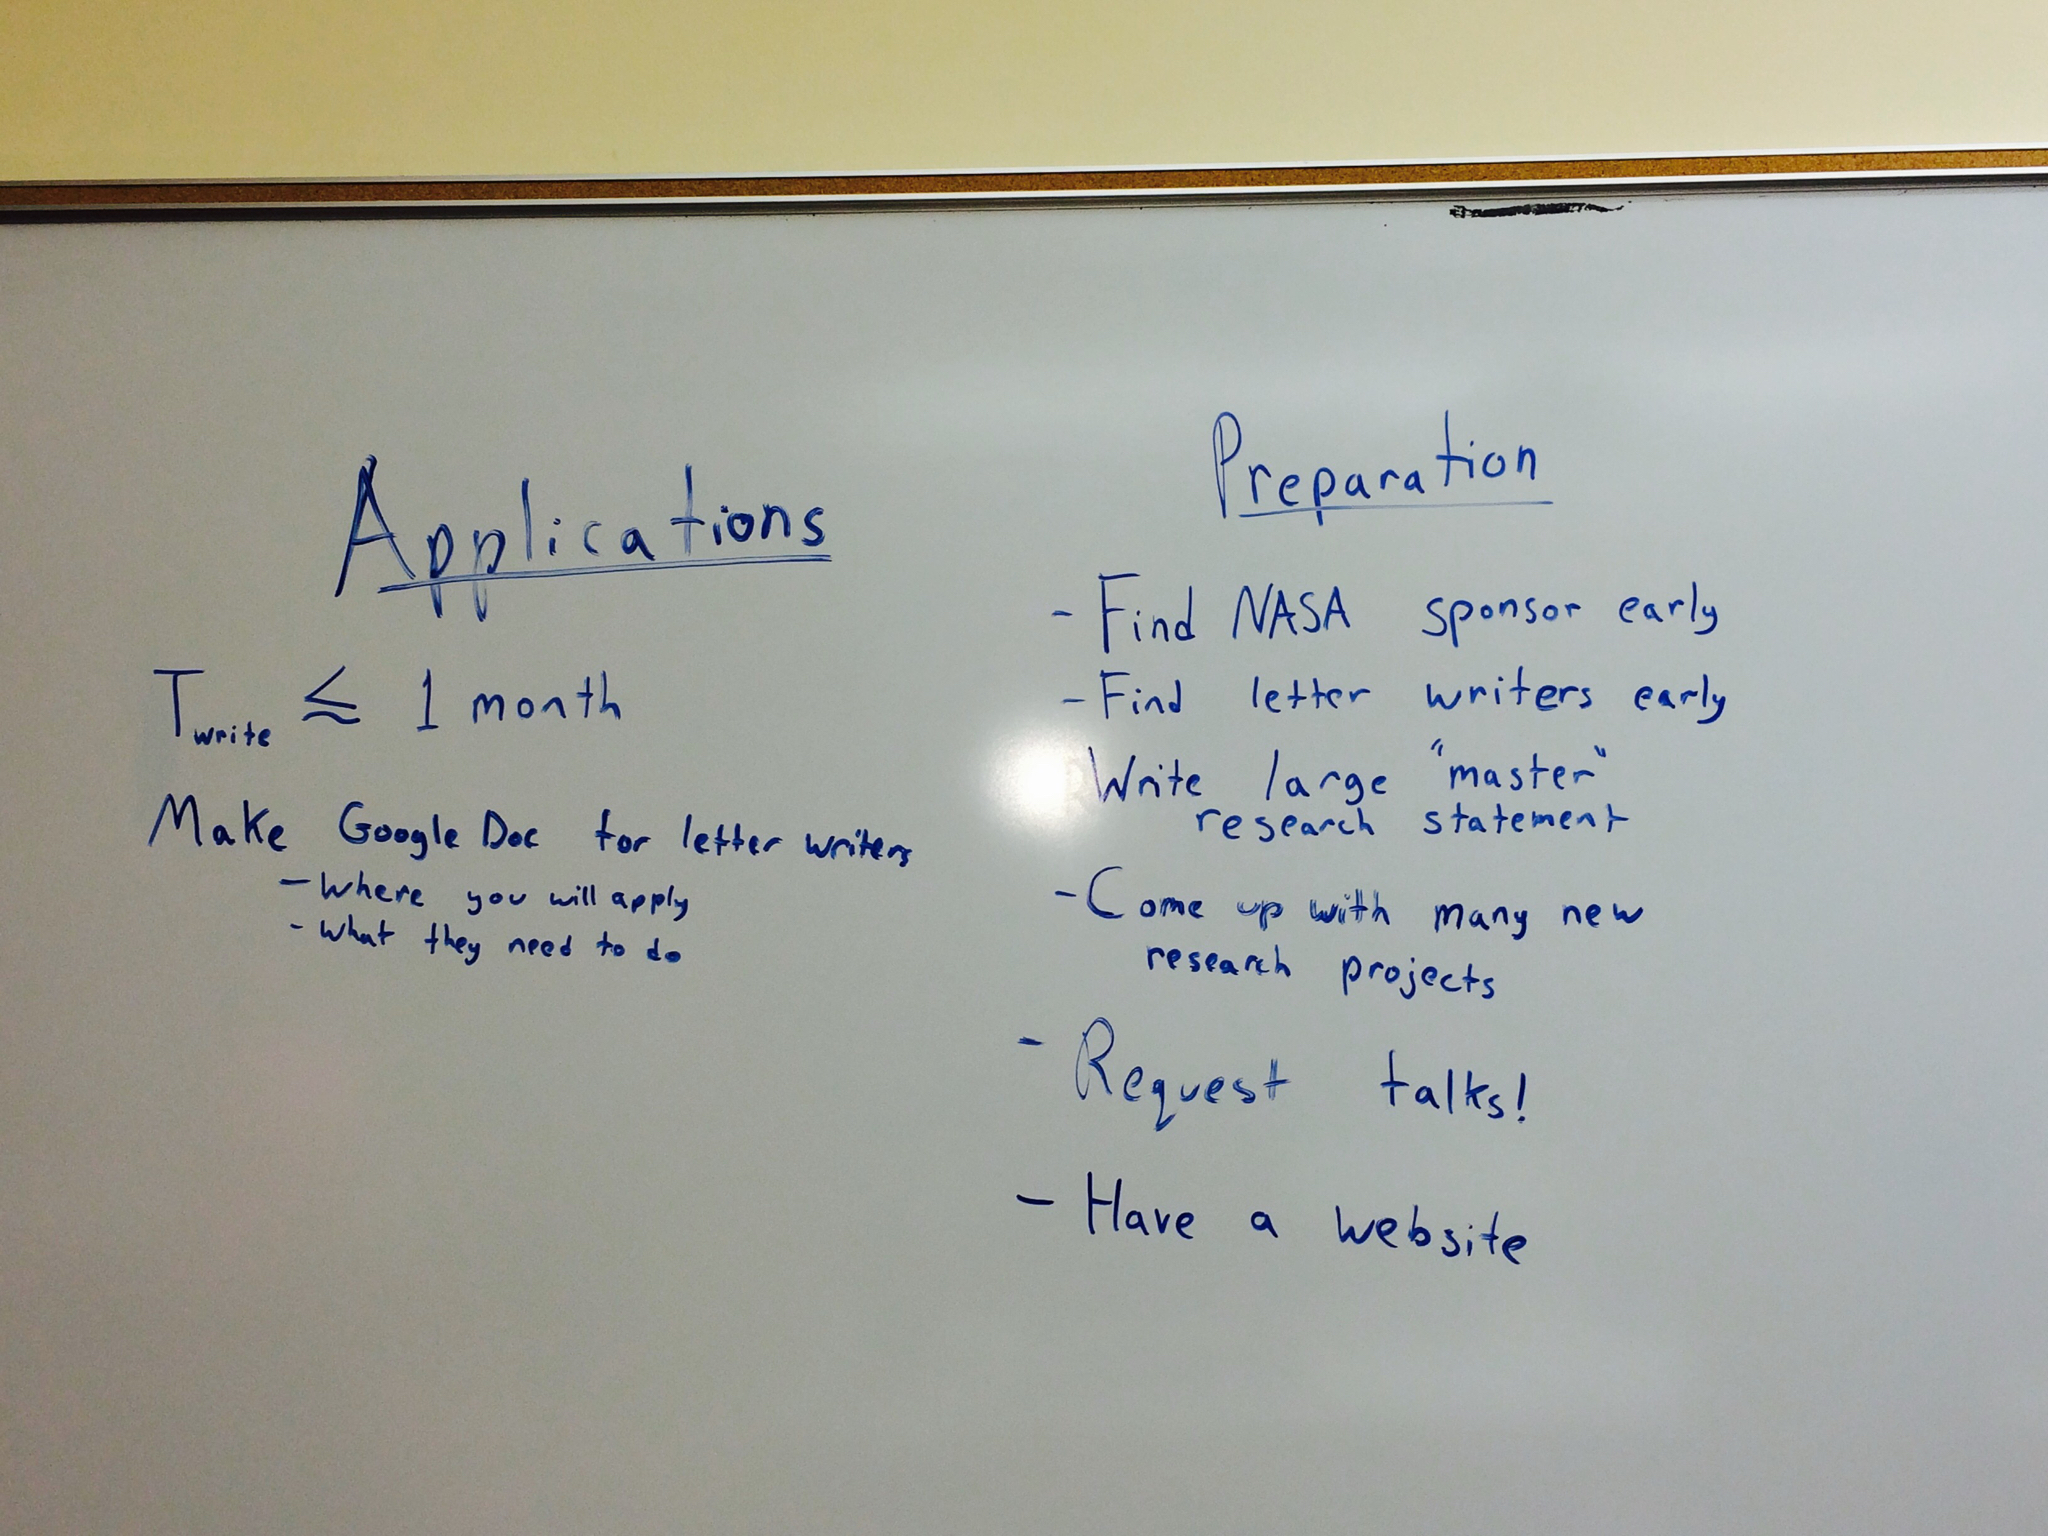 Applications
T write ⪅ 1 month
Make Google Doc for letter writers
- Where you will apply
- What they need to do
Preparation
- Find NASA sponsor early
- Find letter writers early
Write large "master"
research statement
- Come up with many new
research projects
- Request talks!
- Have a website